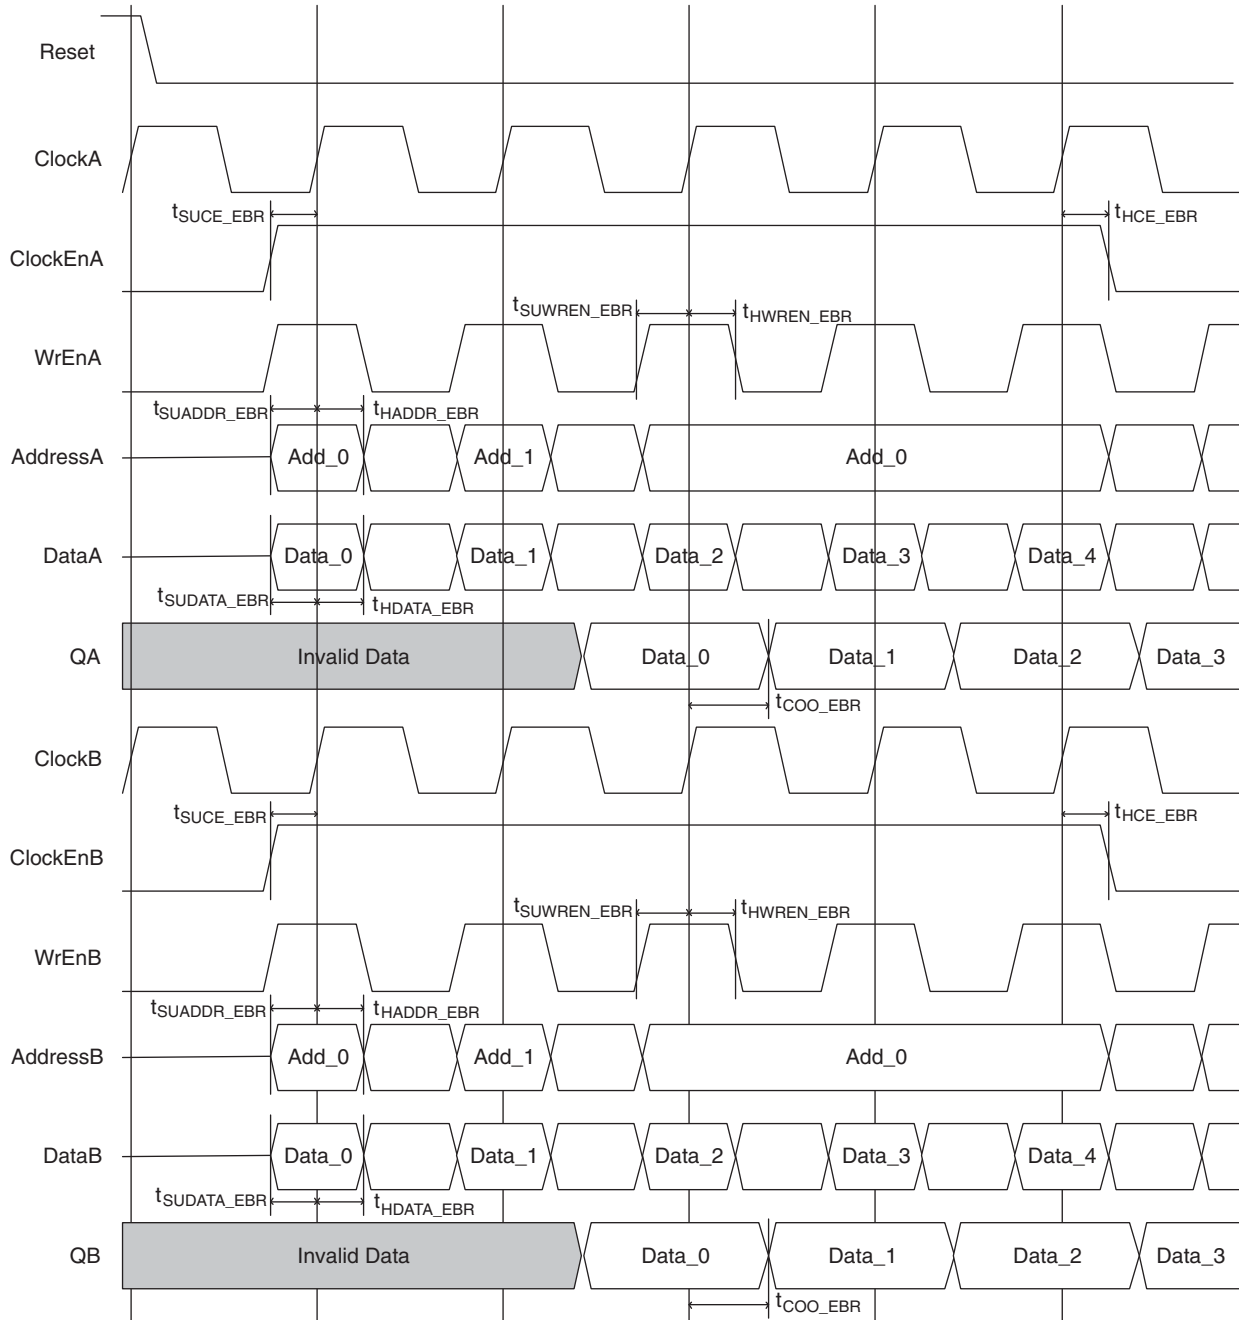 Reset
ClockA
tSUCE_EBR tHCE_EBR
ClockEnA
tSUWREN_EBR tHWREN_EBR
WrEnA
tSUADDR_EBR tHADDR_EBR
AddressA Add_0 Add_1 Add_0
DataA Data_0 Data_1 Data_2 Data_3 Data_4
tSUDATA_EBR tHDATA_EBR
QA Invalid Data Data_0 Data_1 Data_2 Data_3
tCOO_EBR
ClockB
tSUCE_EBR tHCE_EBR
ClockEnB
tSUWREN_EBR tHWREN_EBR
WrEnB
tSUADDR_EBR tHADDR_EBR
AddressB Add_0 Add_1 Add_0
DataB Data_0 Data_1 Data_2 Data_3 Data_4
tSUDATA_EBR tHDATA_EBR
QB Invalid Data Data_0 Data_1 Data_2 Data_3
tCOO_EBR